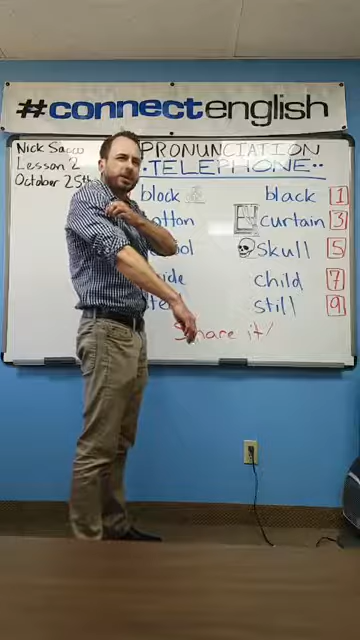 #connectenglish
Nick Sacco PRONUNCIATION
Lesson 2 ..TELEPHONE..
October 25th
block black 1
curtain 3
skull 5
child 7
still 9
Share it!